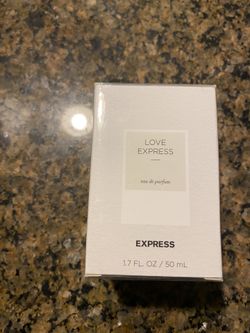 LOVE
EXPRESS
eau de parfum
EXPRESS
1.7 FL. OZ / 50 mL